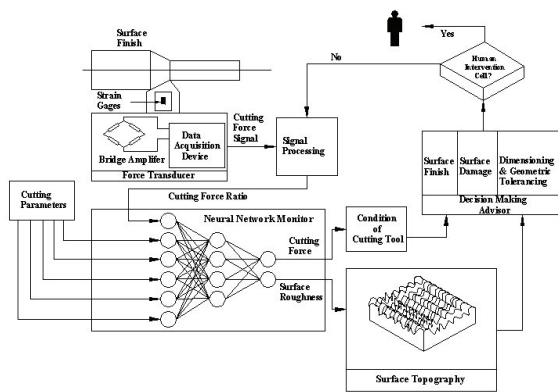 Surface
Finish
Strain
Gages
Bridge Amplifer
Data
Acquisition
Device
Force Transducer
Cutting
Force
Signal
Signal
Processing
No
Yes
Human
Intervention
Cell?
Surface
Finish
Surface
Damage
Dimensioning
& Geometric
Tolerancing
Decision Making
Advisor
Cutting
Parameters
Cutting Force Ratio
Neural Network Monitor
Cutting
Force
Surface
Roughness
Condition
of
Cutting Tool
Surface Topography